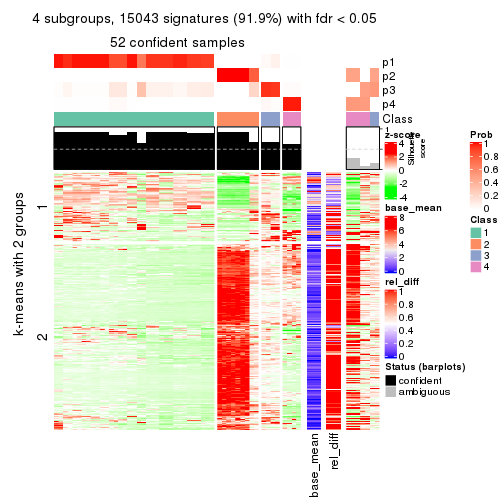 4 subgroups, 15043 signatures (91.9%) with fdr < 0.05
52 confident samples
p1
p2
p3
p4
Class
1
Silhouette
score
k-means with 2 groups
1
2
base_mean
rel_diff
z-score
4
2
0
-2
-4
base_mean
8
6
4
2
0
rel_diff
1
0.8
0.6
0.4
0.2
0
Status (barplots)
confident
ambiguous
Prob
1
0.8
0.6
0.4
0.2
0
Class
1
2
3
4